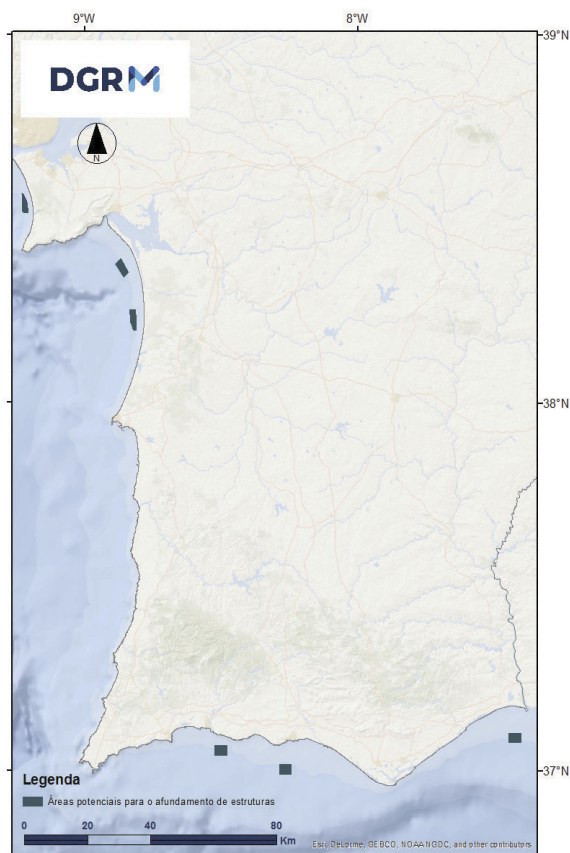 9°W 8°W
39°N
DGRM
N
38°N
37°N
Legenda
Áreas potenciais para o afundamento de estruturas
0 20 40 80
Km
Esri, DeLorme, GEBCO, NOAA NGDC, and other contributors